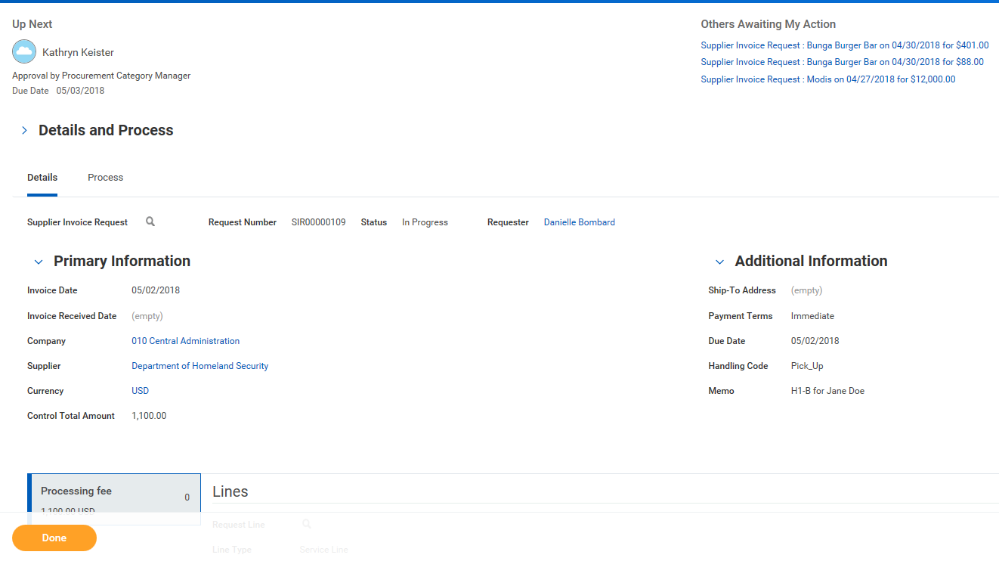 Up Next
Kathryn Keister
Approval by Procurement Category Manager
Due Date 05/03/2018
Others Awaiting My Action
Supplier Invoice Request : Bunga Burger Bar on 04/30/2018 for $401.00
Supplier Invoice Request : Bunga Burger Bar on 04/30/2018 for $88.00
Supplier Invoice Request : Modis on 04/27/2018 for $12,000.00
Details and Process
Details Process
Supplier Invoice Request Request Number SIR00000109 Status In Progress Requester Danielle Bombard
Primary Information
Invoice Date 05/02/2018
Invoice Received Date (empty)
Company 010 Central Administration
Supplier Department of Homeland Security
Currency USD
Control Total Amount 1,100.00
Additional Information
Ship-To Address (empty)
Payment Terms Immediate
Due Date 05/02/2018
Handling Code Pick_Up
Memo H1-B for Jane Doe
Processing fee 0
1,100.00 USD
Lines
Request Line
Line Type Service Line
Done